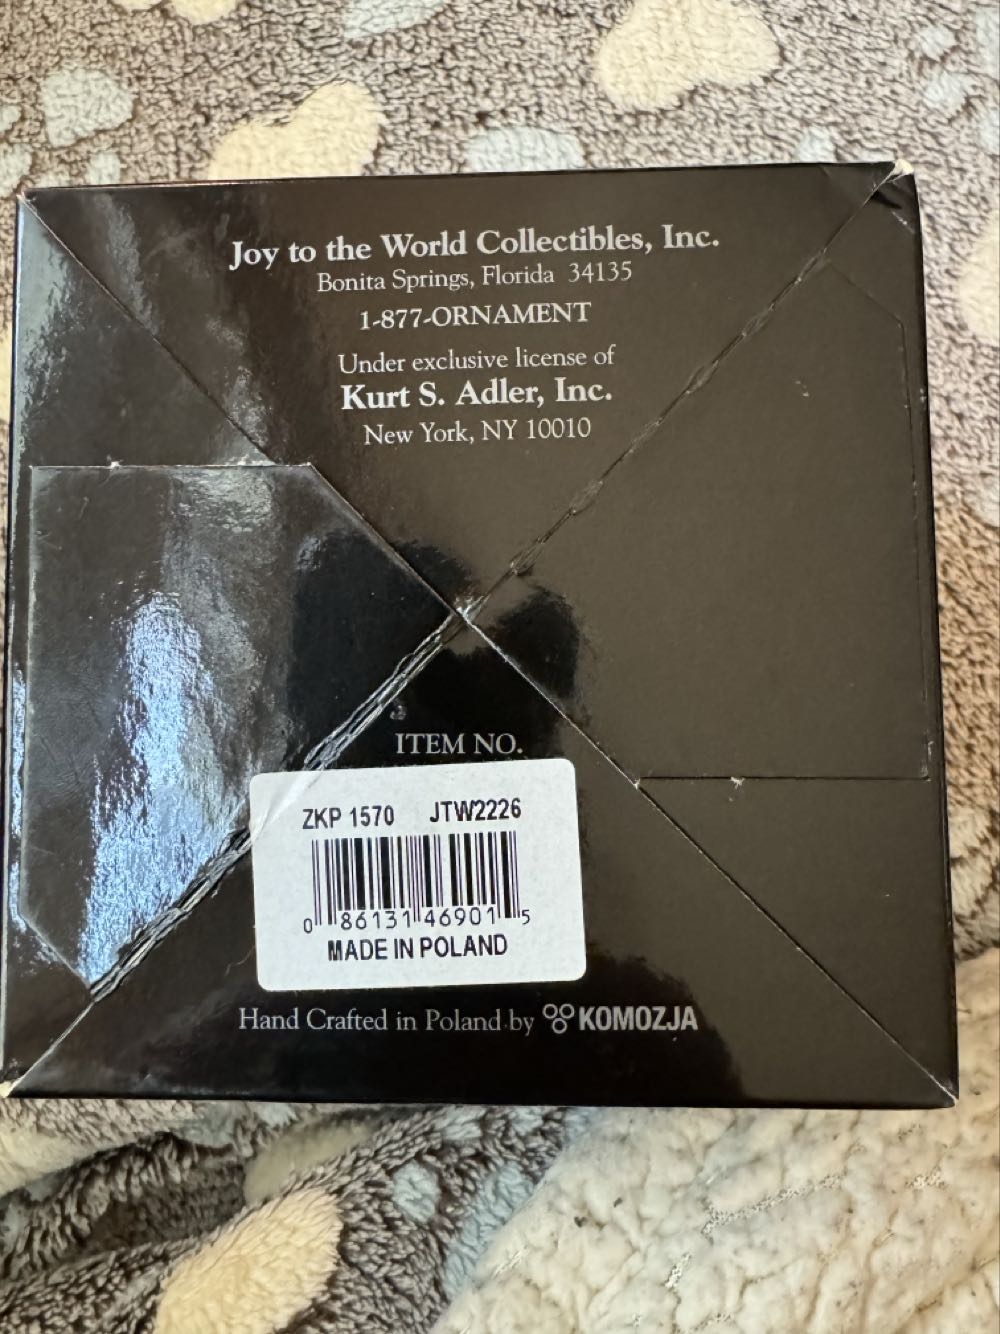 Joy to the World Collectibles, Inc.
Bonita Springs, Florida 34135
1-877-ORNAMENT
Under exclusive license of
Kurt S. Adler, Inc.
New York, NY 10010
ITEM NO.
ZKP 1570 JTW2226
0 86131 46901 5
MADE IN POLAND
Hand Crafted in Poland by KOMOZJA